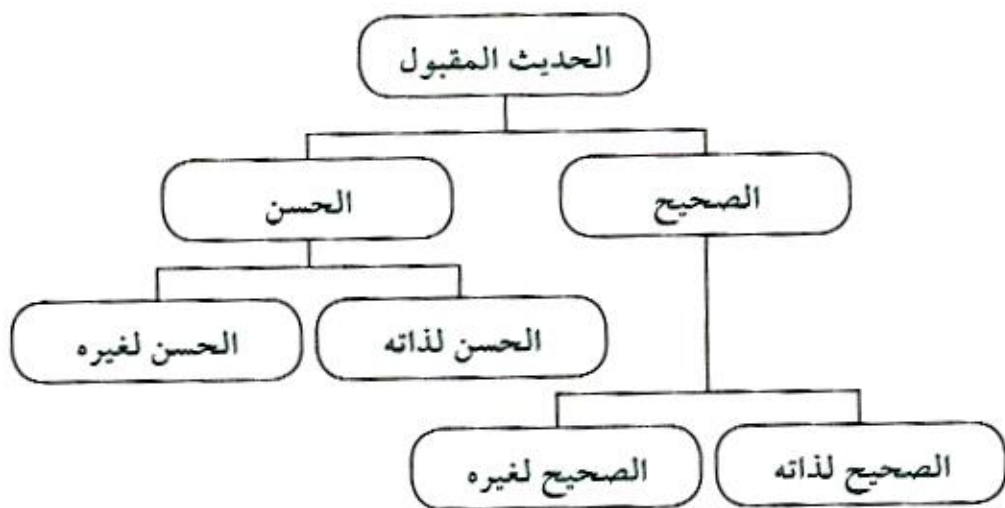 الحديث المقبول
الصحيح
الحسن
الحسن لذاته
الحسن لغيره
الصحيح لذاته
الصحيح لغيره